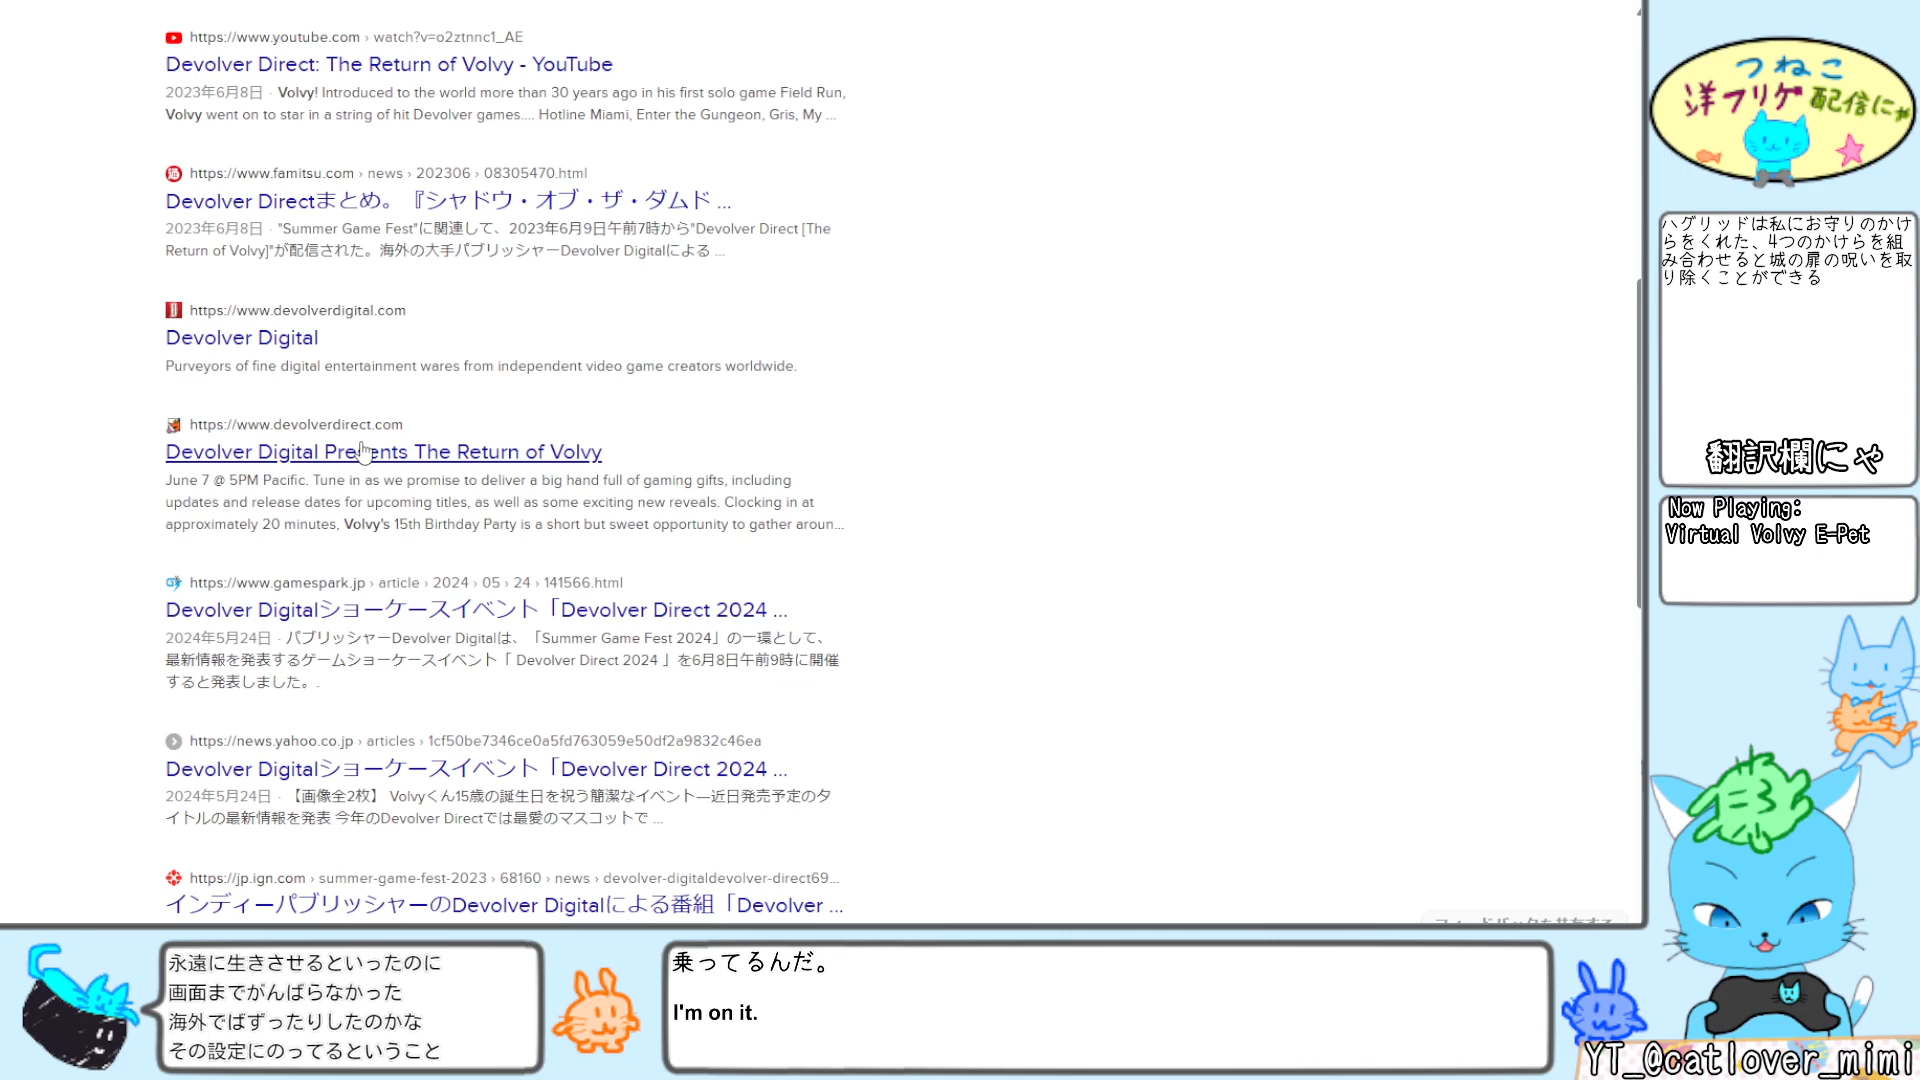 https://www.youtube.com › watch?v=o2ztnnc1_AE
Devolver Direct: The Return of Volvy - YouTube
2023年6月8日 · Volvy! Introduced to the world more than 30 years ago in his first solo game Field Run,
Volvy went on to star in a string of hit Devolver games.... Hotline Miami, Enter the Gungeon, Gris, My ...
https://www.famitsu.com › news › 202306 › 08305470.html
Devolver Directまとめ。『シャドウ・オブ・ザ・ダムド ...
2023年6月8日 · "Summer Game Fest"に関連して、2023年6月9日午前7時から"Devolver Direct [The
Return of Volvy]"が配信された。海外の大手パブリッシャーDevolver Digitalによる ...
https://www.devolverdigital.com
Devolver Digital
Purveyors of fine digital entertainment wares from independent video game creators worldwide.
https://www.devolverdirect.com
Devolver Digital Presents The Return of Volvy
June 7 @ 5PM Pacific. Tune in as we promise to deliver a big hand full of gaming gifts, including
updates and release dates for upcoming titles, as well as some exciting new reveals. Clocking in at
approximately 20 minutes, Volvy's 15th Birthday Party is a short but sweet opportunity to gather aroun...
https://www.gamespark.jp › article › 2024 › 05 › 24 › 141566.html
Devolver Digitalショーケースイベント「Devolver Direct 2024 ...
2024年5月24日 · パブリッシャーDevolver Digitalは、「Summer Game Fest 2024」の一環として、
最新情報を発表するゲームショーケースイベント「 Devolver Direct 2024 」を6月8日午前9時に開催
すると発表しました。.
https://news.yahoo.co.jp › articles › 1cf50be7346ce0a5fd763059e50df2a9832c46ea
Devolver Digitalショーケースイベント「Devolver Direct 2024 ...
2024年5月24日 · 【画像全2枚】 Volvyくん15歳の誕生日を祝う簡潔なイベント―近日発売予定のタ
イトルの最新情報を発表 今年のDevolver Directでは最愛のマスコットで ...
https://jp.ign.com › summer-game-fest-2023 › 68160 › news › devolver-digitaldevolver-direct69...
インディーパブリッシャーのDevolver Digitalによる番組「Devolver ...
つねこ
洋フリゲ配信にゃ
ハグリッドは私にお守りのかけ
らをくれた、4つのかけらを組
み合わせると城の扉の呪いを取
り除くことができる
翻訳欄にゃ
Now Playing:
Virtual Volvy E-Pet
永遠に生きさせるといったのに
画面までがんばらなかった
海外でばずったりしたのかな
その設定にのってるということ
乗ってるんだ。
I'm on it.
YT_@catlover_mimi